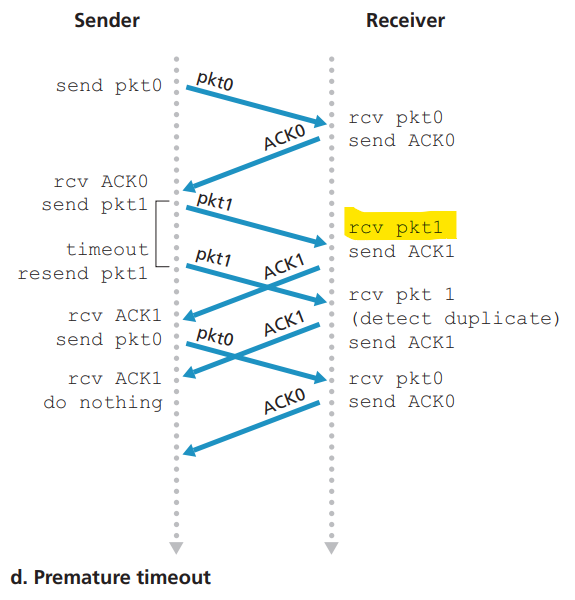 Sender Receiver
send pkt0 pkt0
rcv pkt0
ACK0 send ACK0
rcv ACK0
send pkt1 pkt1
rcv pkt1
timeout pkt1 ACK1 send ACK1
resend pkt1
rcv pkt 1
rcv ACK1 ACK1 (detect duplicate)
send pkt0 pkt0 send ACK1
rcv ACK1 rcv pkt0
do nothing ACK0 send ACK0
d. Premature timeout